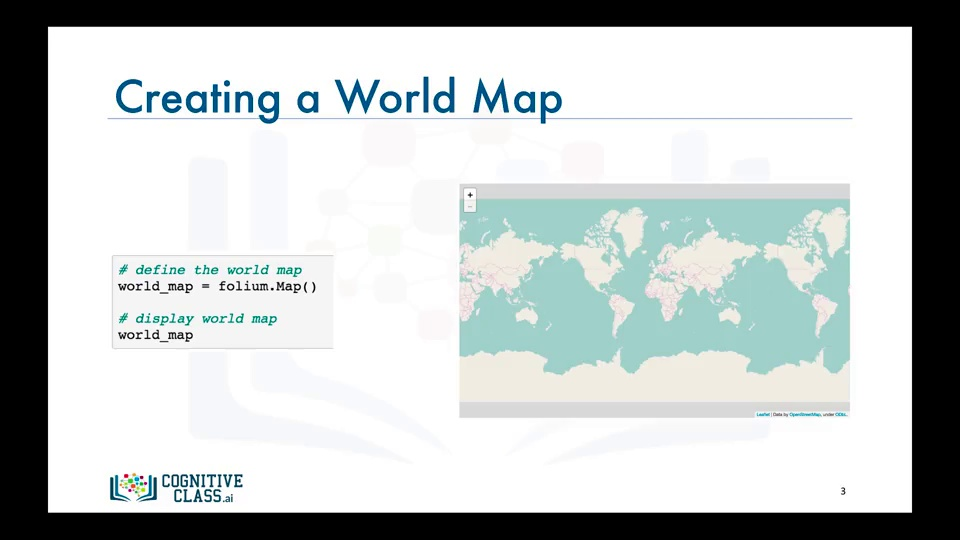 Creating a World Map
# define the world map
world_map = folium.Map()
# display world map
world_map
+
−
Leaflet | Data by OpenStreetMap, under ODbL.
COGNITIVE
CLASS.ai
3